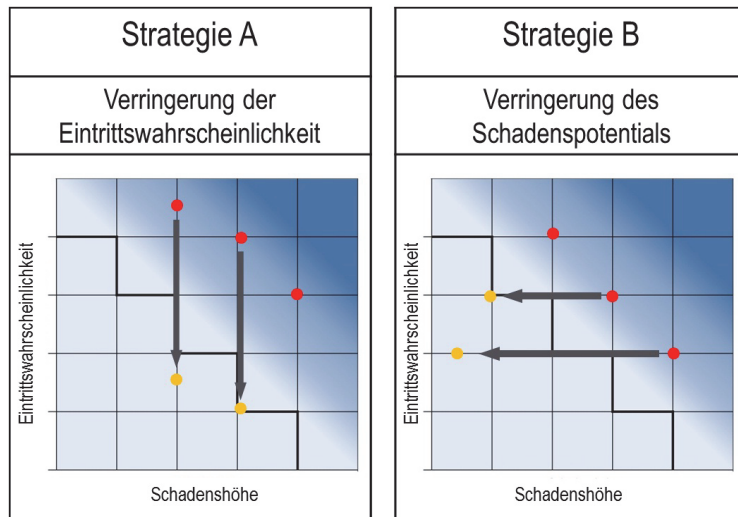 Strategie A
Verringerung der
Eintrittswahrscheinlichkeit
Eintrittswahrscheinlichkeit
Schadenshöhe
Strategie B
Verringerung des
Schadenspotentials
Eintrittswahrscheinlichkeit
Schadenshöhe